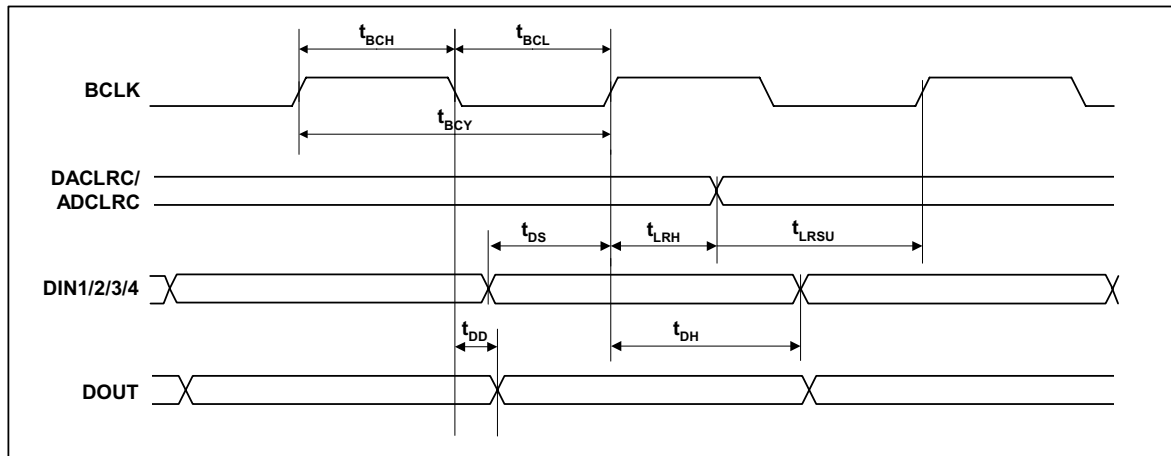 tBCH tBCL
BCLK
tBCY
DACLRC/
ADCLRC
tDS tLRH tLRSU
DIN1/2/3/4
tDD tDH
DOUT